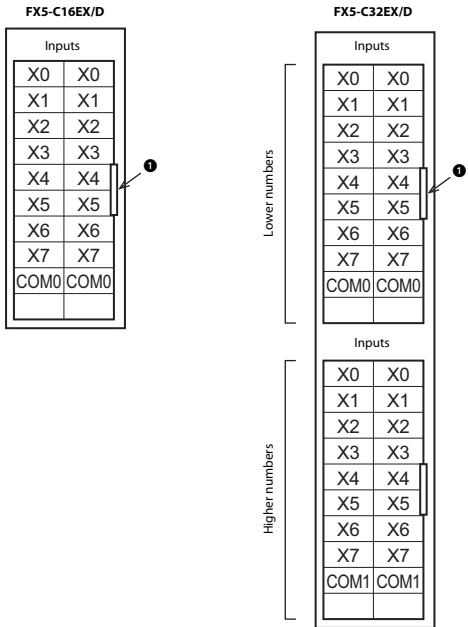 FX5-C16EX/D
Inputs
X0 X0
X1 X1
X2 X2
X3 X3
X4 X4
X5 X5
X6 X6
X7 X7
COM0 COM0
❶
FX5-C32EX/D
Lower numbers
Inputs
X0 X0
X1 X1
X2 X2
X3 X3
X4 X4
X5 X5
X6 X6
X7 X7
COM0 COM0
❶
Higher numbers
Inputs
X0 X0
X1 X1
X2 X2
X3 X3
X4 X4
X5 X5
X6 X6
X7 X7
COM1 COM1